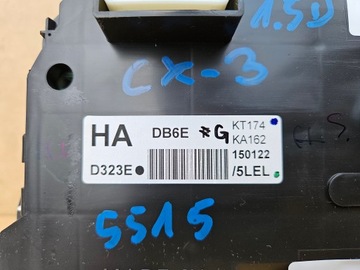 1.5D
CX-3
HA DB6E #G KT174
KA162
150122
D323E /5LEL
5515